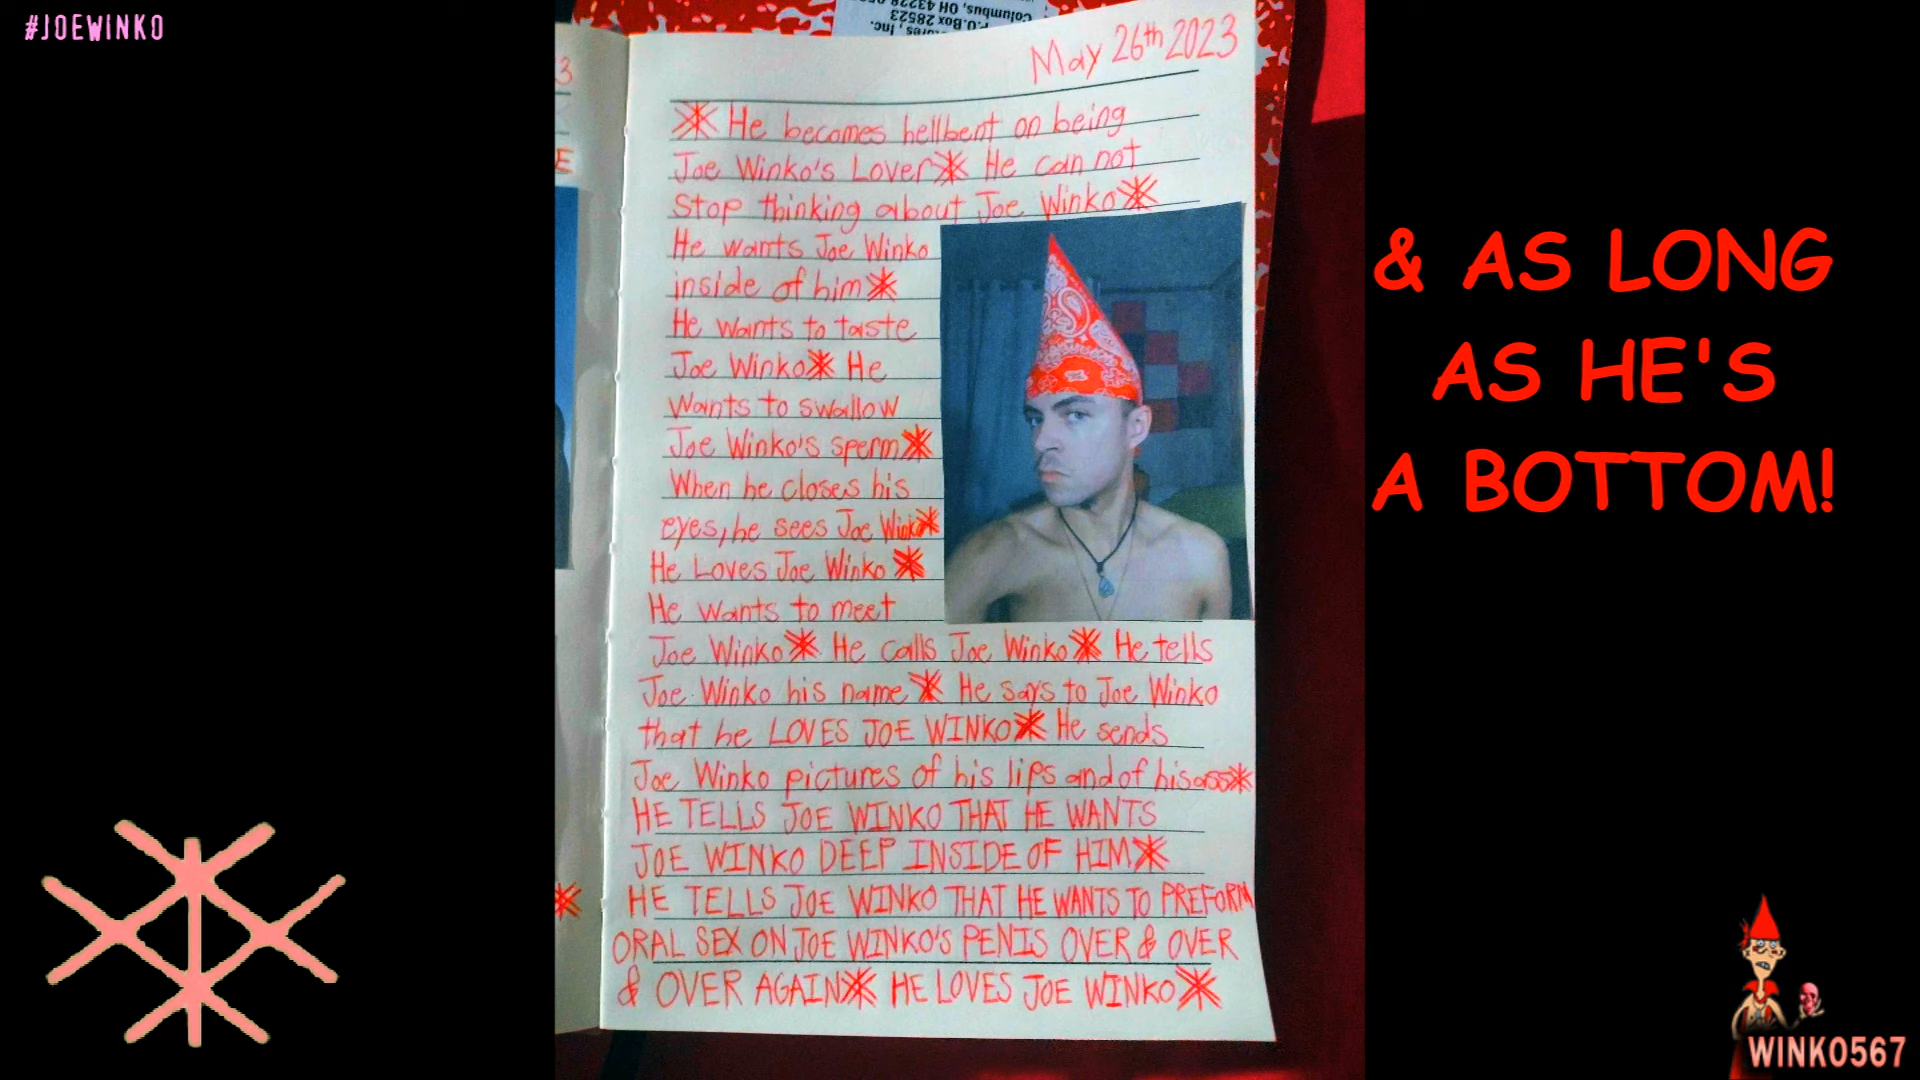 #JOEWINKO
Columbus, OH 43228
P.O.Box 28523
May 26th 2023
3
E
He becomes hellbent on being
Joe Winko's Lover He can not
Stop thinking about Joe Winko
He wants Joe Winko
inside of him
He wants to taste
Joe Winko He
Wants to swallow
Joe Winko's sperm
When he closes his
eyes, he sees Joe Winko
He Loves Joe Winko
He wants to meet
Joe Winko He calls Joe Winko He tells
Joe Winko his name He says to Joe Winko
that he LOVES JOE WINKO He sends
Joe Winko pictures of his lips and of his ass
HE TELLS JOE WINKO THAT HE WANTS
JOE WINKO DEEP INSIDE OF HIM
HE TELLS JOE WINKO THAT HE WANTS TO PREFORM
ORAL SEX ON JOE WINKO'S PENIS OVER & OVER
& OVER AGAIN HE LOVES JOE WINKO
& AS LONG
AS HE'S
A BOTTOM!
WINKO567